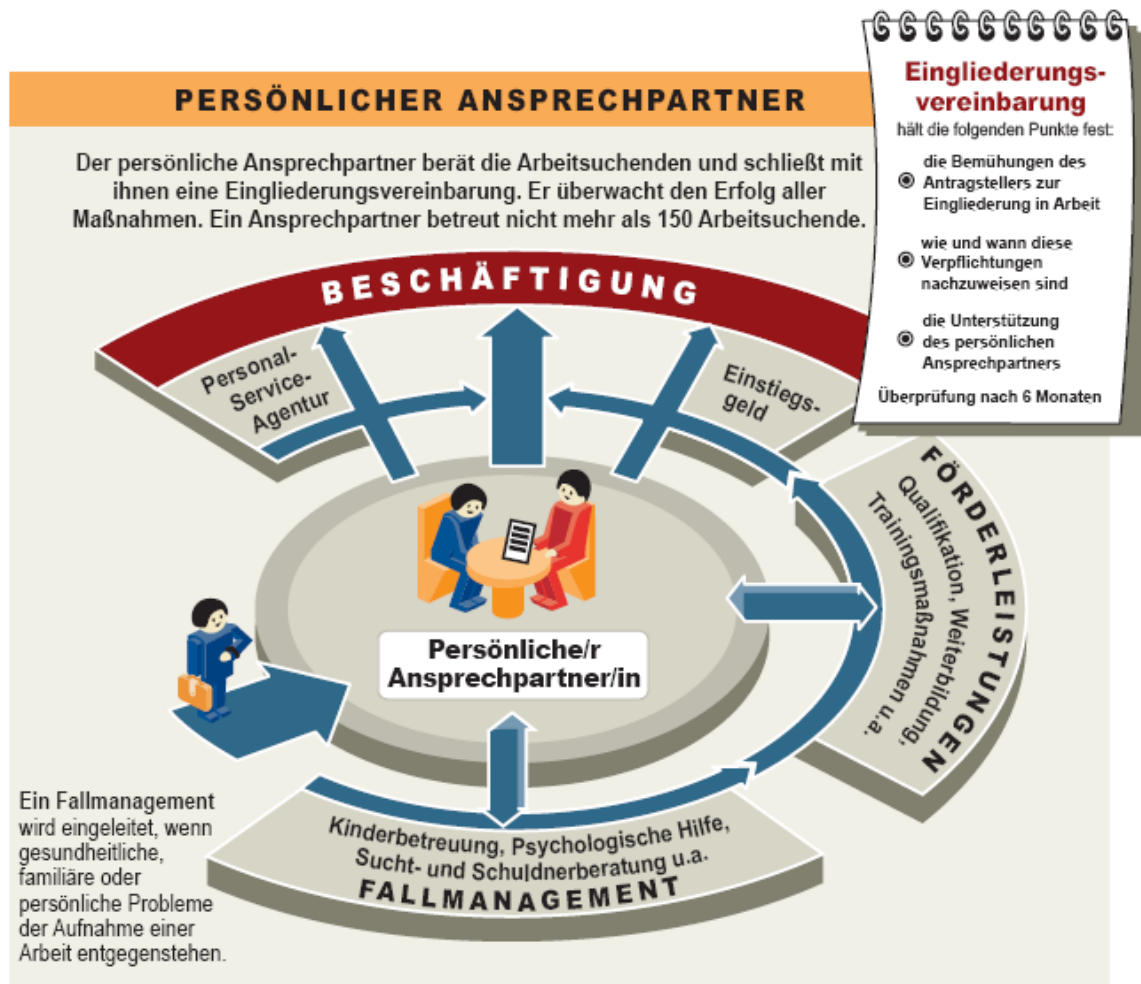 PERSÖNLICHER ANSPRECHPARTNER
Der persönliche Ansprechpartner berät die Arbeitsuchenden und schließt mit
ihnen eine Eingliederungsvereinbarung. Er überwacht den Erfolg aller
Maßnahmen. Ein Ansprechpartner betreut nicht mehr als 150 Arbeitsuchende.
Eingliederungs-
vereinbarung
hält die folgenden Punkte fest:
die Bemühungen des
Antragstellers zur
Eingliederung in Arbeit
wie und wann diese
Verpflichtungen
nachzuweisen sind
die Unterstützung
des persönlichen
Ansprechpartners
Überprüfung nach 6 Monaten
BESCHÄFTIGUNG
Personal-
Service-
Agentur
Einstiegs-
geld
FÖRDERLEISTUNGEN
Qualifikation, Weiterbildung,
Trainingsmaßnahmen u.a.
Persönliche/r
Ansprechpartner/in
Kinderbetreuung, Psychologische Hilfe,
Sucht- und Schuldnerberatung u.a.
FALLMANAGEMENT
Ein Fallmanagement
wird eingeleitet, wenn
gesundheitliche,
familiäre oder
persönliche Probleme
der Aufnahme einer
Arbeit entgegenstehen.